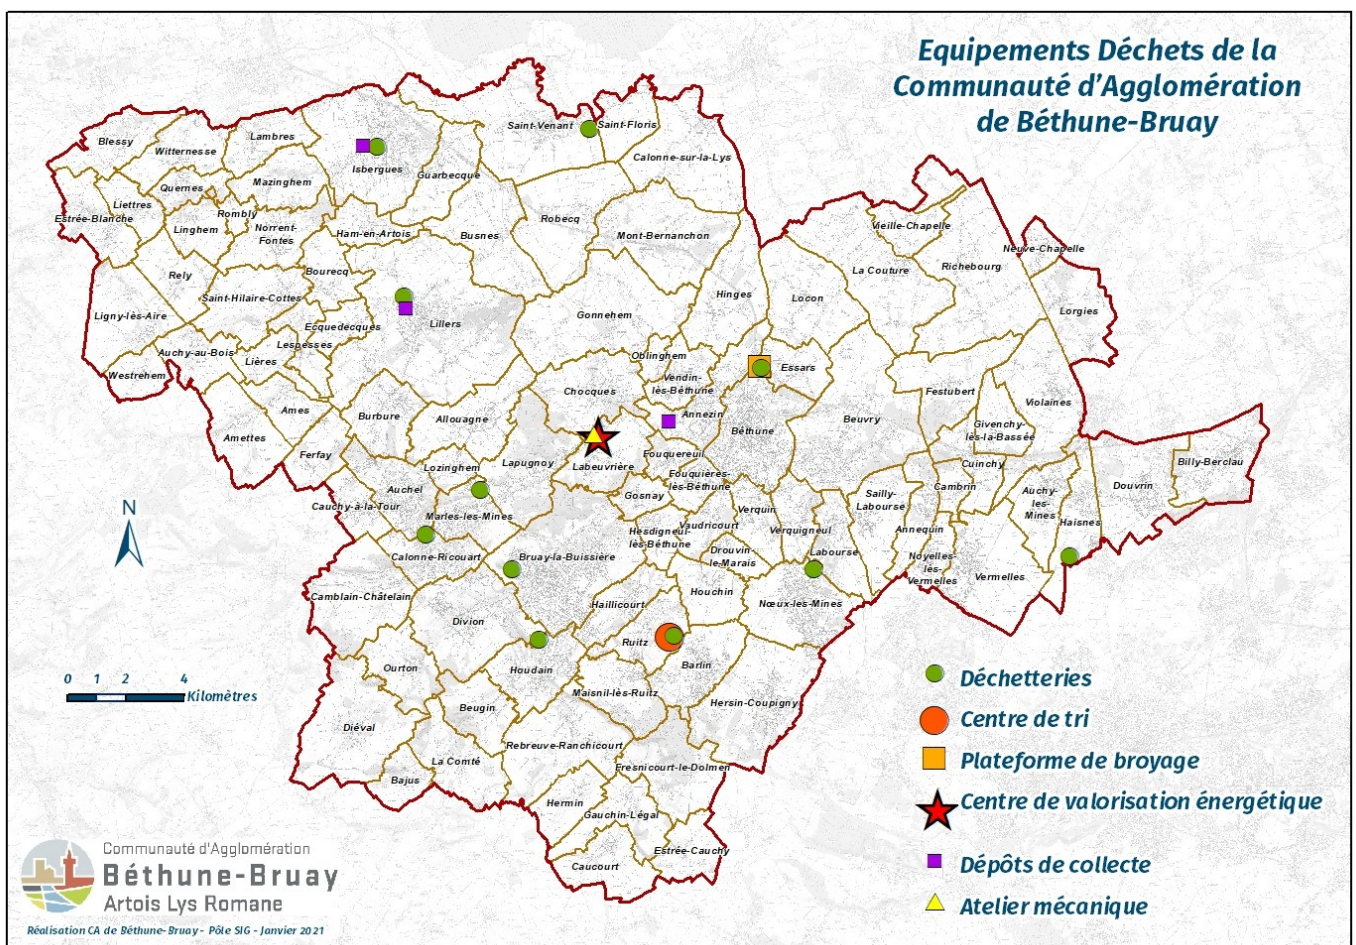 Equipements Déchets de la
Communauté d'Agglomération
de Béthune-Bruay
Saint-Venant
Saint-Floris
Blessy
Lambres
Witternesse
Calonne-sur-la-Lys
Isbergues
Guarbecque
Mazinghem
Quernes
Liettres
Estrée-Blanche
Rombly
Linghem
Norrent-
Fontes
Ham-en-Artois
Busnes
Robecq
Mont-Bernanchon
Vieille-Chapelle
Neuve-Chapelle
La Couture
Richebourg
Rely
Bourecq
Saint-Hilaire-Cottes
Hinges
Locon
Lorgies
Ligny-lès-Aire
Gonnehem
Ecquedecques
Lillers
Lespesses
Auchy-au-Bois
Lières
Westrehem
Oblinghem
Vendin-
lès-Béthune
Essars
Chocques
Festubert
Violaines
Ames
Burbure
Allouagne
Annezin
Béthune
Beuvry
Givenchy-
lès-la-Bassée
Amettes
Ferfay
Lozinghem
Lapugnoy
Labeuvrière
Fouquereuil
Fouquières-
lès-Béthune
Cuinchy
Cambrin
Billy-Berclau
Douvrin
Auchel
Gosnay
Sailly-
Labourse
Auchy-
les-
Mines
Haisnes
Cauchy-à-la-Tour
Marles-les-Mines
Verquin
Vaudricourt
Verquigneul
Annequin
Hesdigneul-
lès-Béthune
Drouvin-
le-Marais
Labourse
Noyelles-
les-
Vermelles
Vermelles
Calonne-Ricouart
Bruay-la-Buissière
Camblain-Châtelain
Houchin
Nœux-les-Mines
Haillicourt
Divion
Ruitz
Barlin
Ourton
Houdain
Maisnil-lès-Ruitz
Hersin-Coupigny
Beugin
Diéval
Rebreuve-Ranchicourt
La Comté
Fresnicourt-le-Dolmen
Bajus
Hermin
Gauchin-Légal
Estrée-Cauchy
Caucourt
N
0 1 2 4
Kilomètres
Déchetteries
Centre de tri
Plateforme de broyage
Centre de valorisation énergétique
Dépôts de collecte
Atelier mécanique
Communauté d'Agglomération
Béthune-Bruay
Artois Lys Romane
Réalisation CA de Béthune-Bruay - Pôle SIG - Janvier 2021